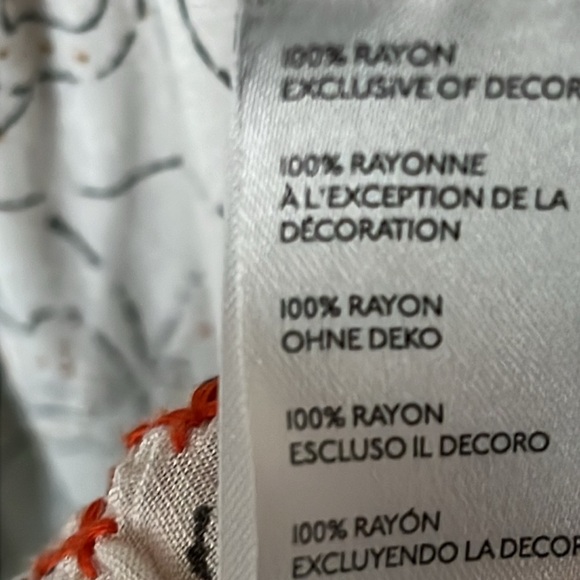 100% RAYON
EXCLUSIVE OF DECOR
100% RAYONNE
À L'EXCEPTION DE LA
DÉCORATION
100% RAYON
OHNE DEKO
100% RAYON
ESCLUSO IL DECORO
100% RAYÓN
EXCLUYENDO LA DECOR